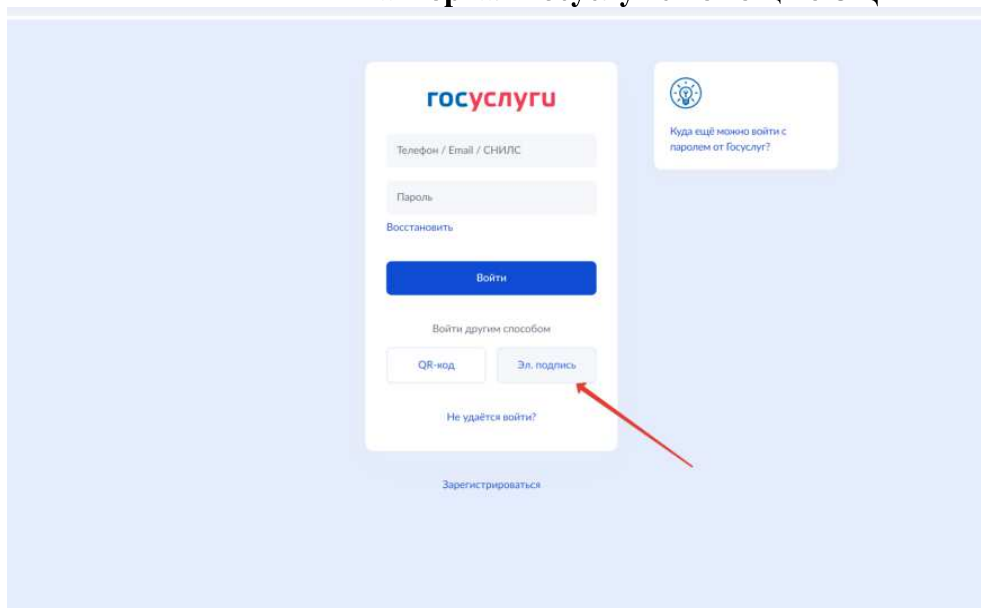 госуслуги
Телефон / Email / СНИЛС
Пароль
Восстановить
Войти
Войти другим способом
QR-код
Эл. подпись
Не удаётся войти?
Зарегистрироваться
Куда ещё можно войти с
паролем от Госуслуг?